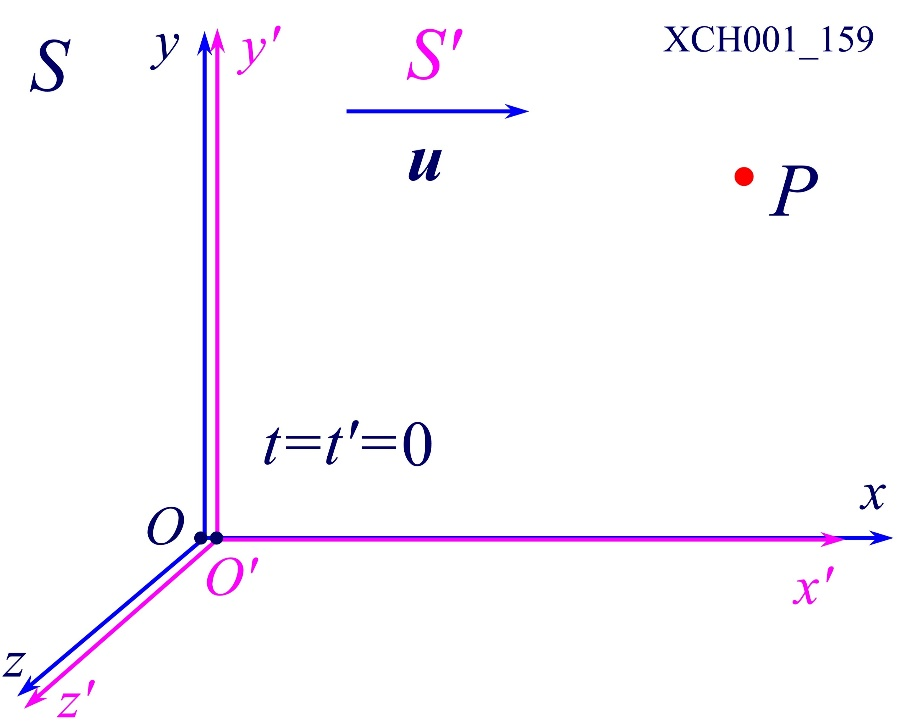 S
y
y′
S′
XCH001_159
u
P
t=t′=0
O
O′
x
x′
z
z′